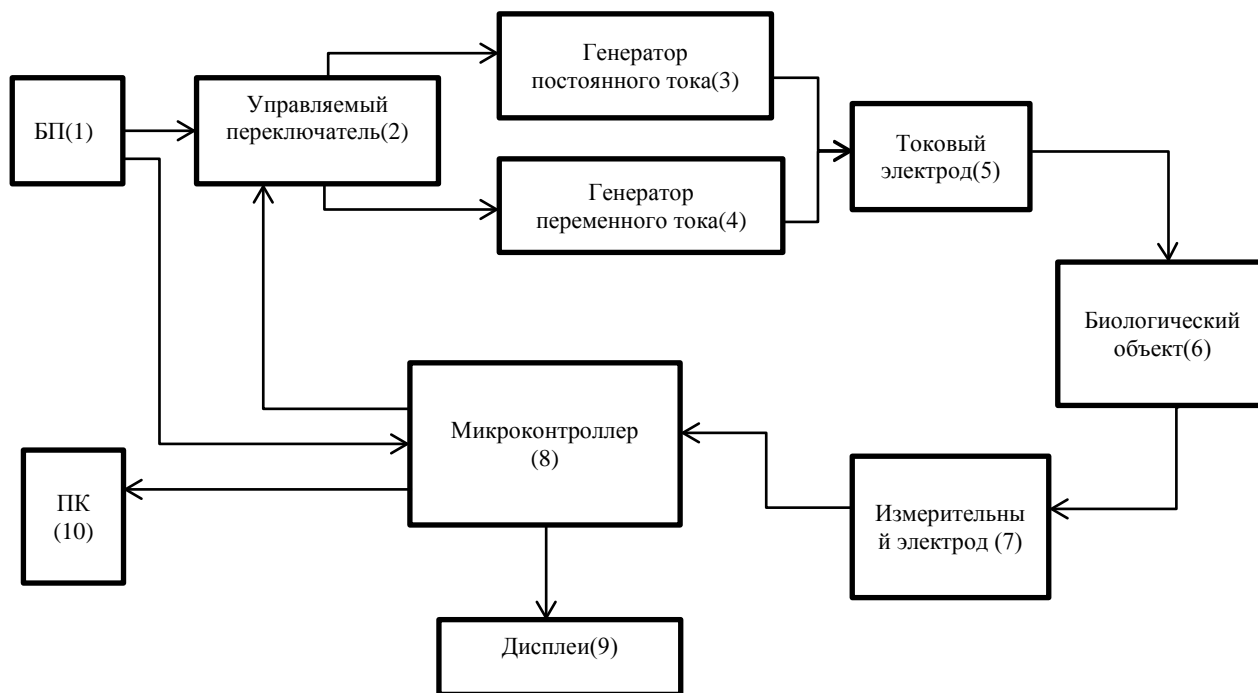 Генератор
постоянного тока(3)
БП(1)
Управляемый
переключатель(2)
Токовый
электрод(5)
Генератор
переменного тока(4)
Биологический
объект(6)
Микроконтроллер
(8)
ПК
(10)
Измерительны
й электрод (7)
Дисплеи(9)